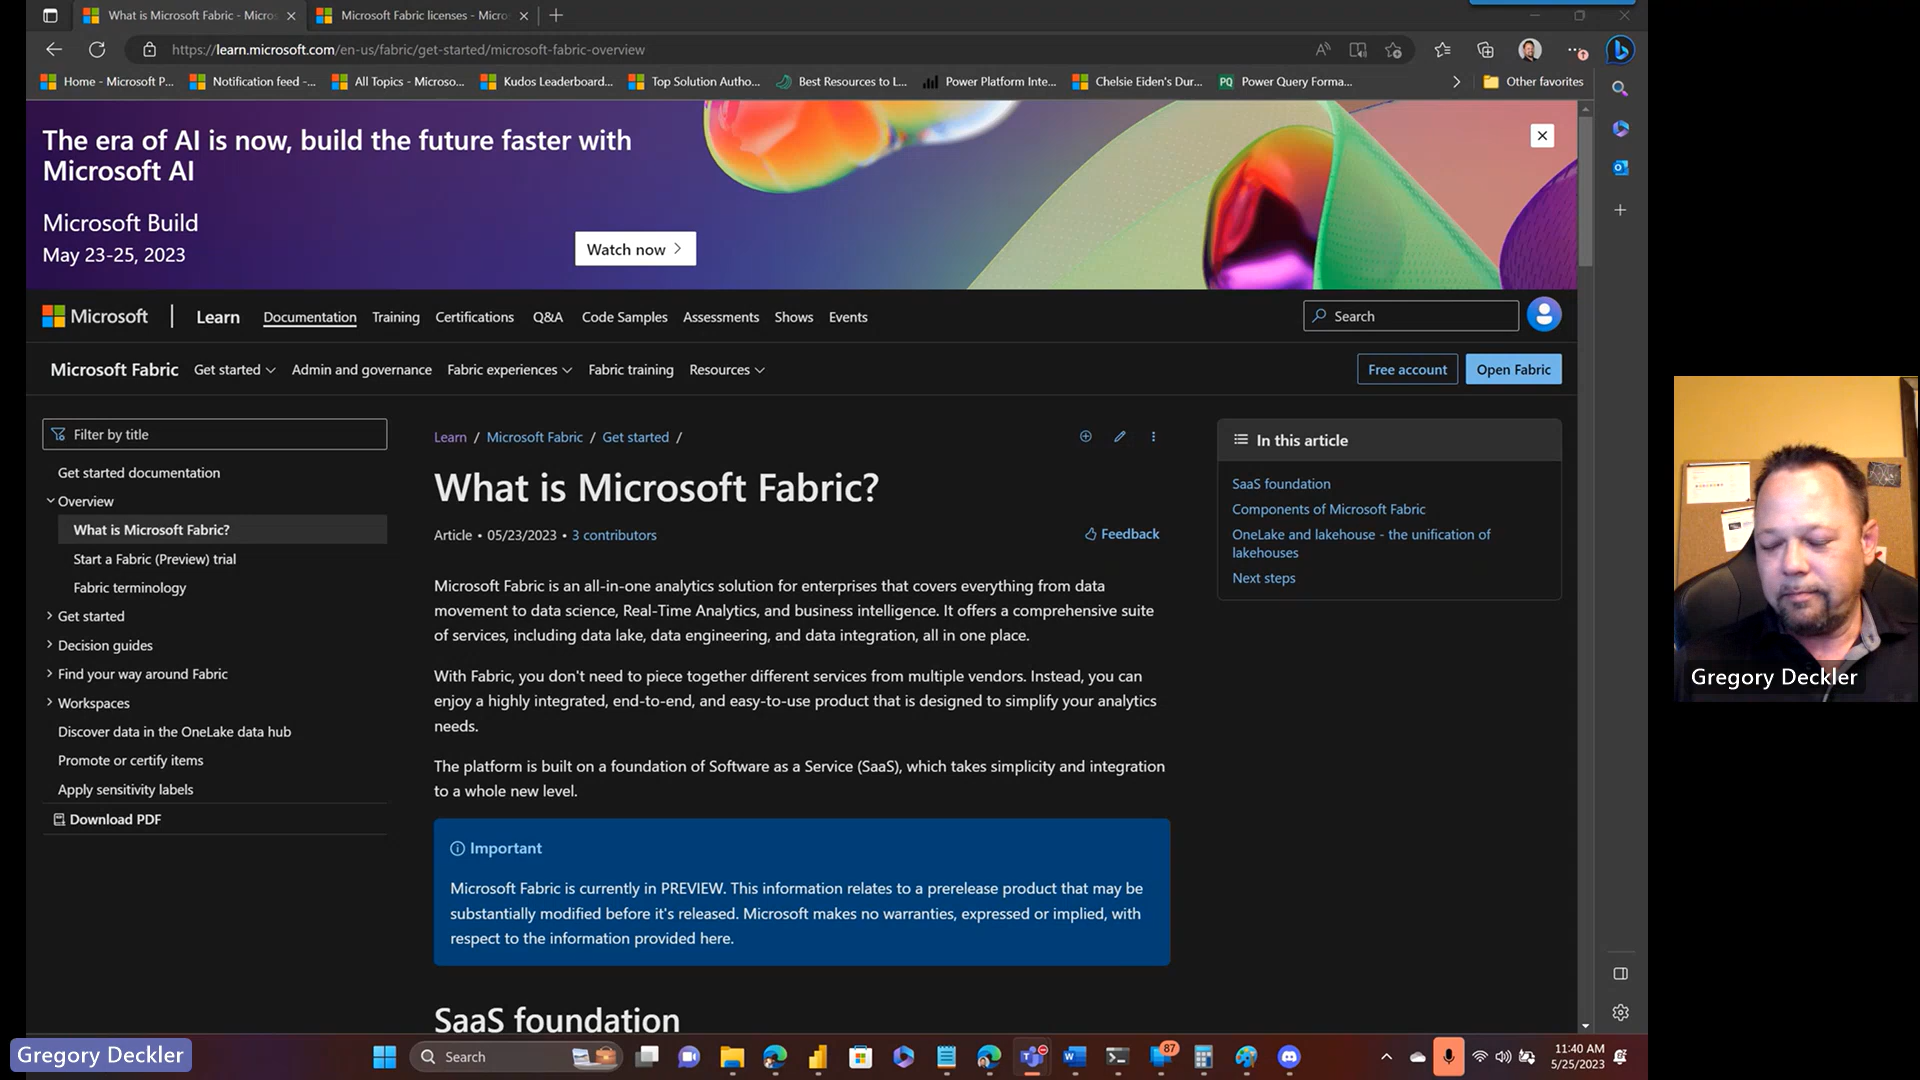 What is Microsoft Fabric - Micros
Microsoft Fabric licenses - Micro
https://learn.microsoft.com/en-us/fabric/get-started/microsoft-fabric-overview
Home - Microsoft P...
Notification feed -...
All Topics - Microso...
Kudos Leaderboard...
Top Solution Autho...
Best Resources to L...
Power Platform Inte...
Chelsie Eiden's Dur...
PQ
Power Query Forma...
Other favorites
The era of AI is now, build the future faster with
Microsoft AI
Microsoft Build
May 23-25, 2023
Watch now
Microsoft
Learn
Documentation
Training
Certifications
Q&A
Code Samples
Assessments
Shows
Events
Search
Microsoft Fabric
Get started
Admin and governance
Fabric experiences
Fabric training
Resources
Free account
Open Fabric
Filter by title
Get started documentation
Overview
What is Microsoft Fabric?
Start a Fabric (Preview) trial
Fabric terminology
Get started
Decision guides
Find your way around Fabric
Workspaces
Discover data in the OneLake data hub
Promote or certify items
Apply sensitivity labels
Download PDF
Learn / Microsoft Fabric / Get started /
What is Microsoft Fabric?
Article • 05/23/2023 • 3 contributors
Feedback
Microsoft Fabric is an all-in-one analytics solution for enterprises that covers everything from data
movement to data science, Real-Time Analytics, and business intelligence. It offers a comprehensive suite
of services, including data lake, data engineering, and data integration, all in one place.
With Fabric, you don't need to piece together different services from multiple vendors. Instead, you can
enjoy a highly integrated, end-to-end, and easy-to-use product that is designed to simplify your analytics
needs.
The platform is built on a foundation of Software as a Service (SaaS), which takes simplicity and integration
to a whole new level.
Important
Microsoft Fabric is currently in PREVIEW. This information relates to a prerelease product that may be
substantially modified before it's released. Microsoft makes no warranties, expressed or implied, with
respect to the information provided here.
SaaS foundation
In this article
SaaS foundation
Components of Microsoft Fabric
OneLake and lakehouse - the unification of
lakehouses
Next steps
Gregory Deckler
Gregory Deckler
Search
87
11:40 AM
5/25/2023